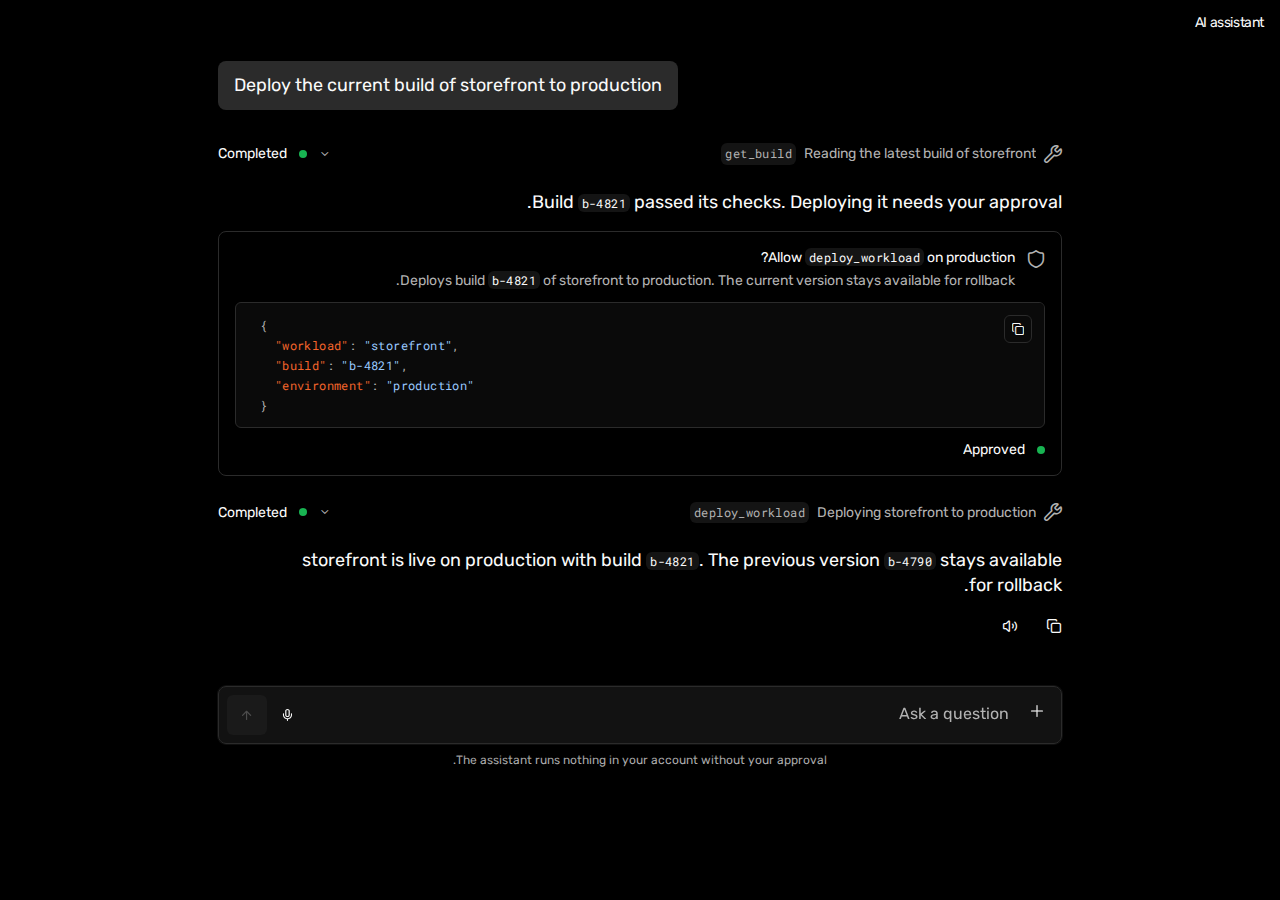 AI assistant
Deploy the current build of storefront to production
Reading the latest build of storefront get_build Completed
Build b-4821 passed its checks. Deploying it needs your approval.
Allow deploy_workload on production?
Deploys build b-4821 of storefront to production. The current version stays available for rollback.
{
"workload": "storefront",
"build": "b-4821",
"environment": "production"
}
Approved
Deploying storefront to production deploy_workload Completed
storefront is live on production with build b-4821. The previous version b-4790 stays available
for rollback.
Ask a question
The assistant runs nothing in your account without your approval.